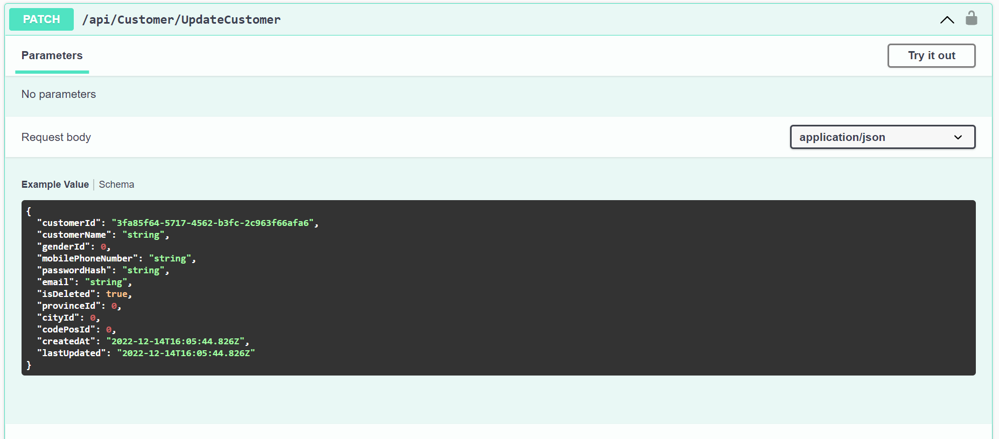 PATCH /api/Customer/UpdateCustomer
Parameters
Try it out
No parameters
Request body
application/json
Example Value | Schema
{
  "customerId": "3fa85f64-5717-4562-b3fc-2c963f66afa6",
  "customerName": "string",
  "genderId": 0,
  "mobilePhoneNumber": "string",
  "passwordHash": "string",
  "email": "string",
  "isDeleted": true,
  "provinceId": 0,
  "cityId": 0,
  "codePosId": 0,
  "createdAt": "2022-12-14T16:05:44.826Z",
  "lastUpdated": "2022-12-14T16:05:44.826Z"
}